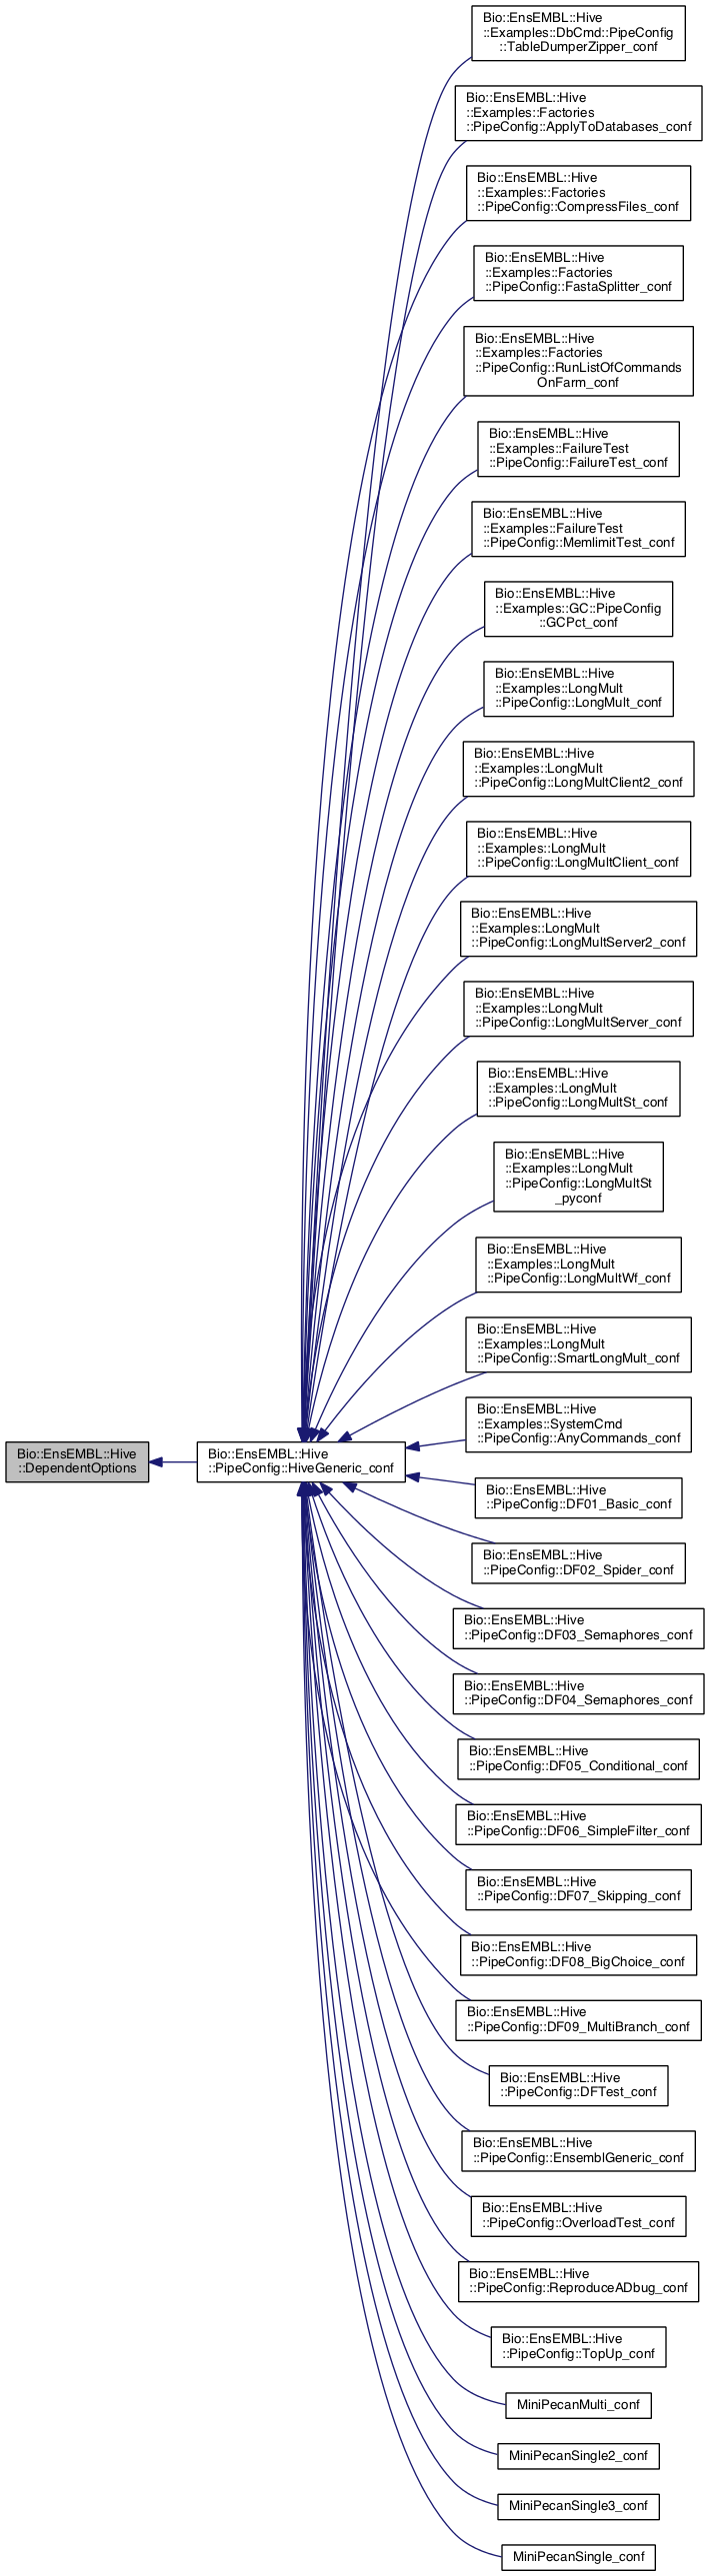 Bio::EnsEMBL::Hive
::Examples::DbCmd::PipeConfig
::TableDumperZipper_conf
Bio::EnsEMBL::Hive
::Examples::Factories
::PipeConfig::ApplyToDatabases_conf
Bio::EnsEMBL::Hive
::Examples::Factories
::PipeConfig::CompressFiles_conf
Bio::EnsEMBL::Hive
::Examples::Factories
::PipeConfig::FastaSplitter_conf
Bio::EnsEMBL::Hive
::Examples::Factories
::PipeConfig::RunListOfCommands
OnFarm_conf
Bio::EnsEMBL::Hive
::Examples::FailureTest
::PipeConfig::FailureTest_conf
Bio::EnsEMBL::Hive
::Examples::FailureTest
::PipeConfig::MemlimitTest_conf
Bio::EnsEMBL::Hive
::Examples::GC::PipeConfig
::GCPct_conf
Bio::EnsEMBL::Hive
::Examples::LongMult
::PipeConfig::LongMult_conf
Bio::EnsEMBL::Hive
::Examples::LongMult
::PipeConfig::LongMultClient2_conf
Bio::EnsEMBL::Hive
::Examples::LongMult
::PipeConfig::LongMultClient_conf
Bio::EnsEMBL::Hive
::Examples::LongMult
::PipeConfig::LongMultServer2_conf
Bio::EnsEMBL::Hive
::Examples::LongMult
::PipeConfig::LongMultServer_conf
Bio::EnsEMBL::Hive
::Examples::LongMult
::PipeConfig::LongMultSt_conf
Bio::EnsEMBL::Hive
::Examples::LongMult
::PipeConfig::LongMultSt
_pyconf
Bio::EnsEMBL::Hive
::Examples::LongMult
::PipeConfig::LongMultWf_conf
Bio::EnsEMBL::Hive
::Examples::LongMult
::PipeConfig::SmartLongMult_conf
Bio::EnsEMBL::Hive
::Examples::SystemCmd
::PipeConfig::AnyCommands_conf
Bio::EnsEMBL::Hive
::DependentOptions
Bio::EnsEMBL::Hive
::PipeConfig::HiveGeneric_conf
Bio::EnsEMBL::Hive
::PipeConfig::DF01_Basic_conf
Bio::EnsEMBL::Hive
::PipeConfig::DF02_Spider_conf
Bio::EnsEMBL::Hive
::PipeConfig::DF03_Semaphores_conf
Bio::EnsEMBL::Hive
::PipeConfig::DF04_Semaphores_conf
Bio::EnsEMBL::Hive
::PipeConfig::DF05_Conditional_conf
Bio::EnsEMBL::Hive
::PipeConfig::DF06_SimpleFilter_conf
Bio::EnsEMBL::Hive
::PipeConfig::DF07_Skipping_conf
Bio::EnsEMBL::Hive
::PipeConfig::DF08_BigChoice_conf
Bio::EnsEMBL::Hive
::PipeConfig::DF09_MultiBranch_conf
Bio::EnsEMBL::Hive
::PipeConfig::DFTest_conf
Bio::EnsEMBL::Hive
::PipeConfig::EnsemblGeneric_conf
Bio::EnsEMBL::Hive
::PipeConfig::OverloadTest_conf
Bio::EnsEMBL::Hive
::PipeConfig::ReproduceADbug_conf
Bio::EnsEMBL::Hive
::PipeConfig::TopUp_conf
MiniPecanMulti_conf
MiniPecanSingle2_conf
MiniPecanSingle3_conf
MiniPecanSingle_conf